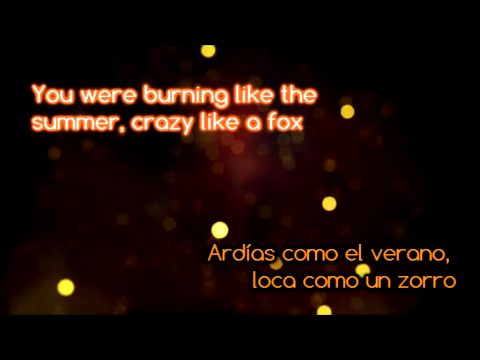 You were burning like the
summer, crazy like a fox
Ardías como el verano,
loca como un zorro